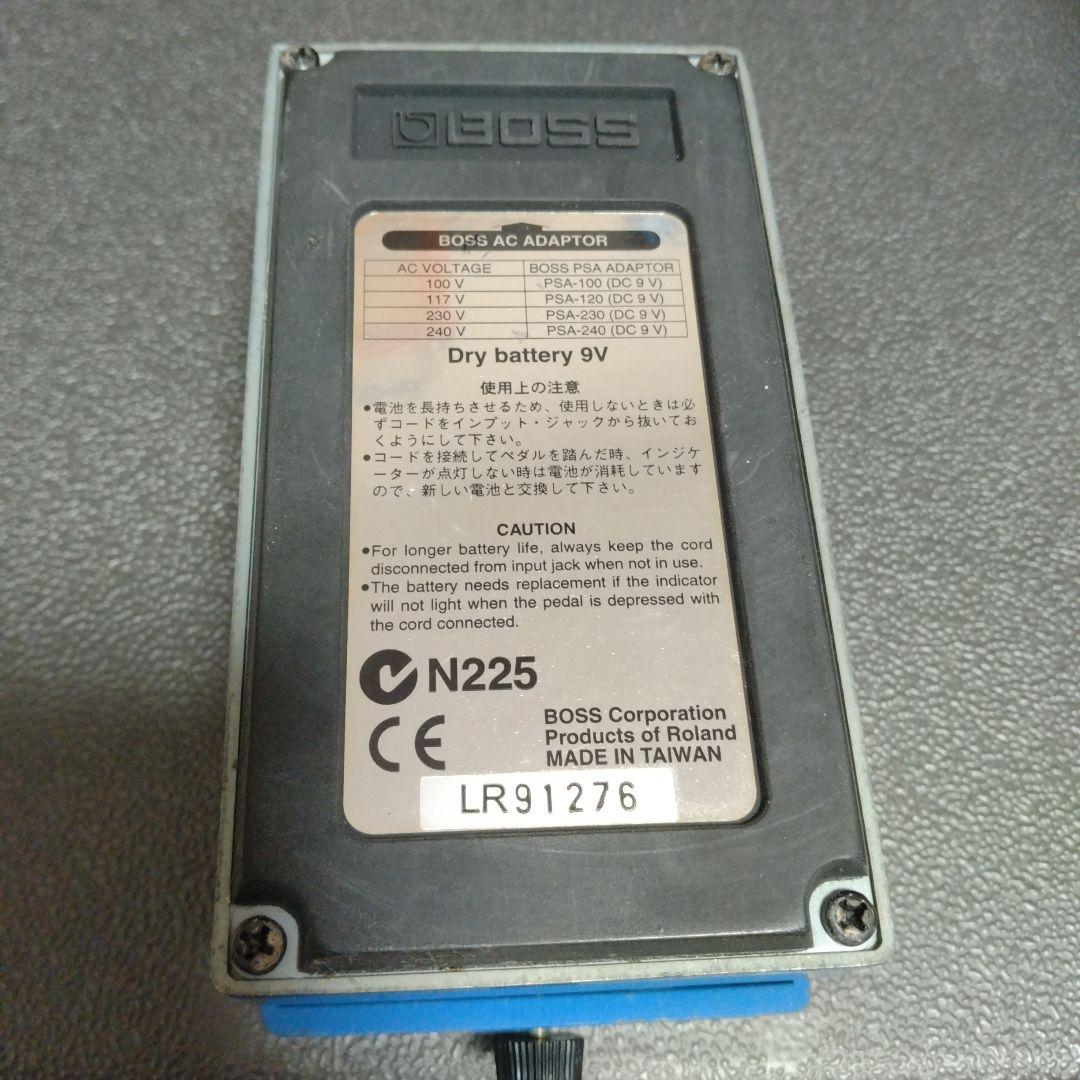 BOSS
BOSS AC ADAPTOR
AC VOLTAGE BOSS PSA ADAPTOR
100 V PSA-100 (DC 9 V)
117 V PSA-120 (DC 9 V)
230 V PSA-230 (DC 9 V)
240 V PSA-240 (DC 9 V)
Dry battery 9V
使用上の注意
●電池を長持ちさせるため、使用しないときは必
ずコードをインプット・ジャックから抜いてお
くようにして下さい。
●コードを接続してペダルを踏んだ時、インジケ
ーターが点灯しない時は電池が消耗しています
ので、新しい電池と交換して下さい。
CAUTION
●For longer battery life, always keep the cord
disconnected from input jack when not in use.
●The battery needs replacement if the indicator
will not light when the pedal is depressed with
the cord connected.
N225
CE
BOSS Corporation
Products of Roland
MADE IN TAIWAN
LR91276